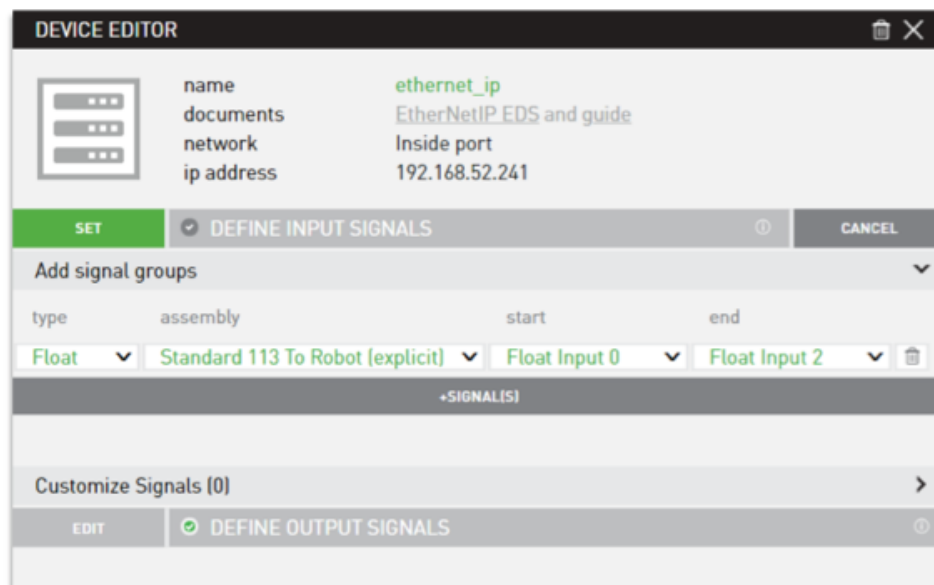 DEVICE EDITOR
name ethernet_ip
documents EtherNetIP EDS and guide
network Inside port
ip address 192.168.52.241
SET DEFINE INPUT SIGNALS CANCEL
Add signal groups
type assembly start end
Float Standard 113 To Robot (explicit) Float Input 0 Float Input 2
+SIGNAL(S)
Customize Signals (0)
EDIT DEFINE OUTPUT SIGNALS